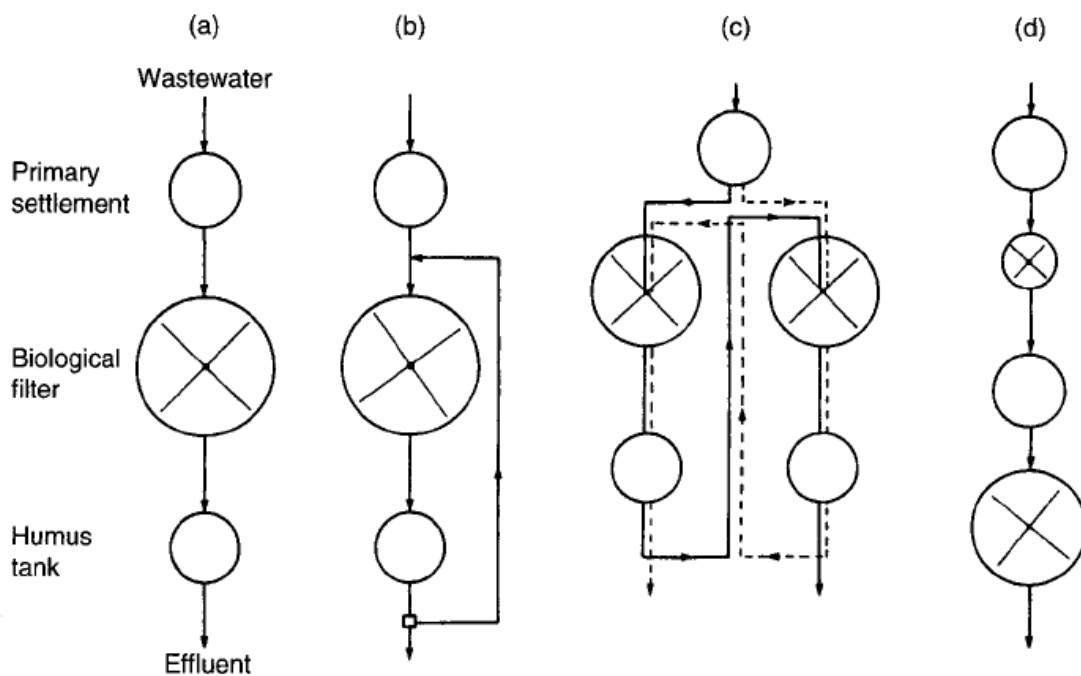 (a) (b) (c) (d)
Wastewater
Primary
settlement
Biological
filter
Humus
tank
Effluent